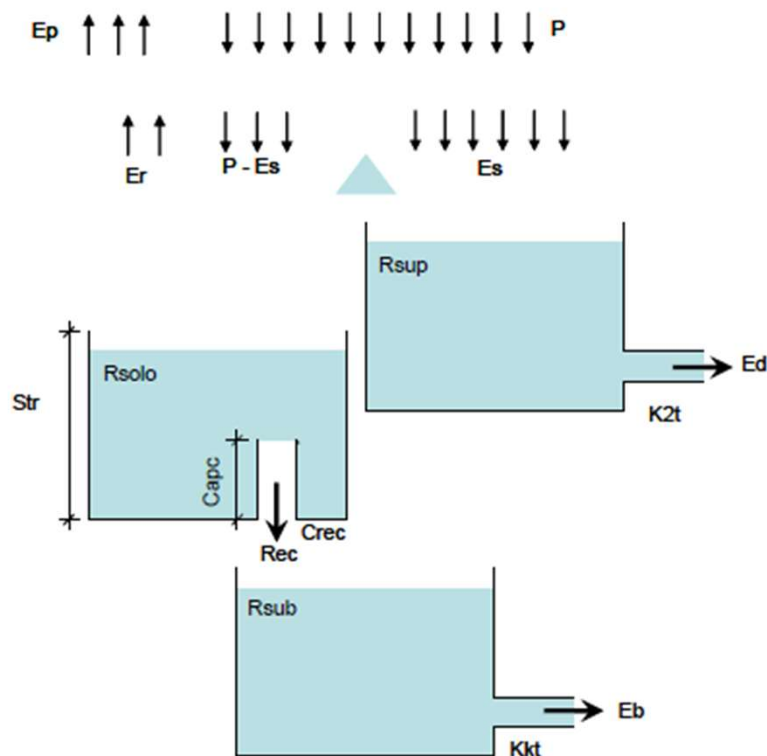 Ep
P
Er
P - Es
Es
Rsup
Rsolo
Ed
Str
K2t
Capc
Crec
Rec
Rsub
Eb
Kkt